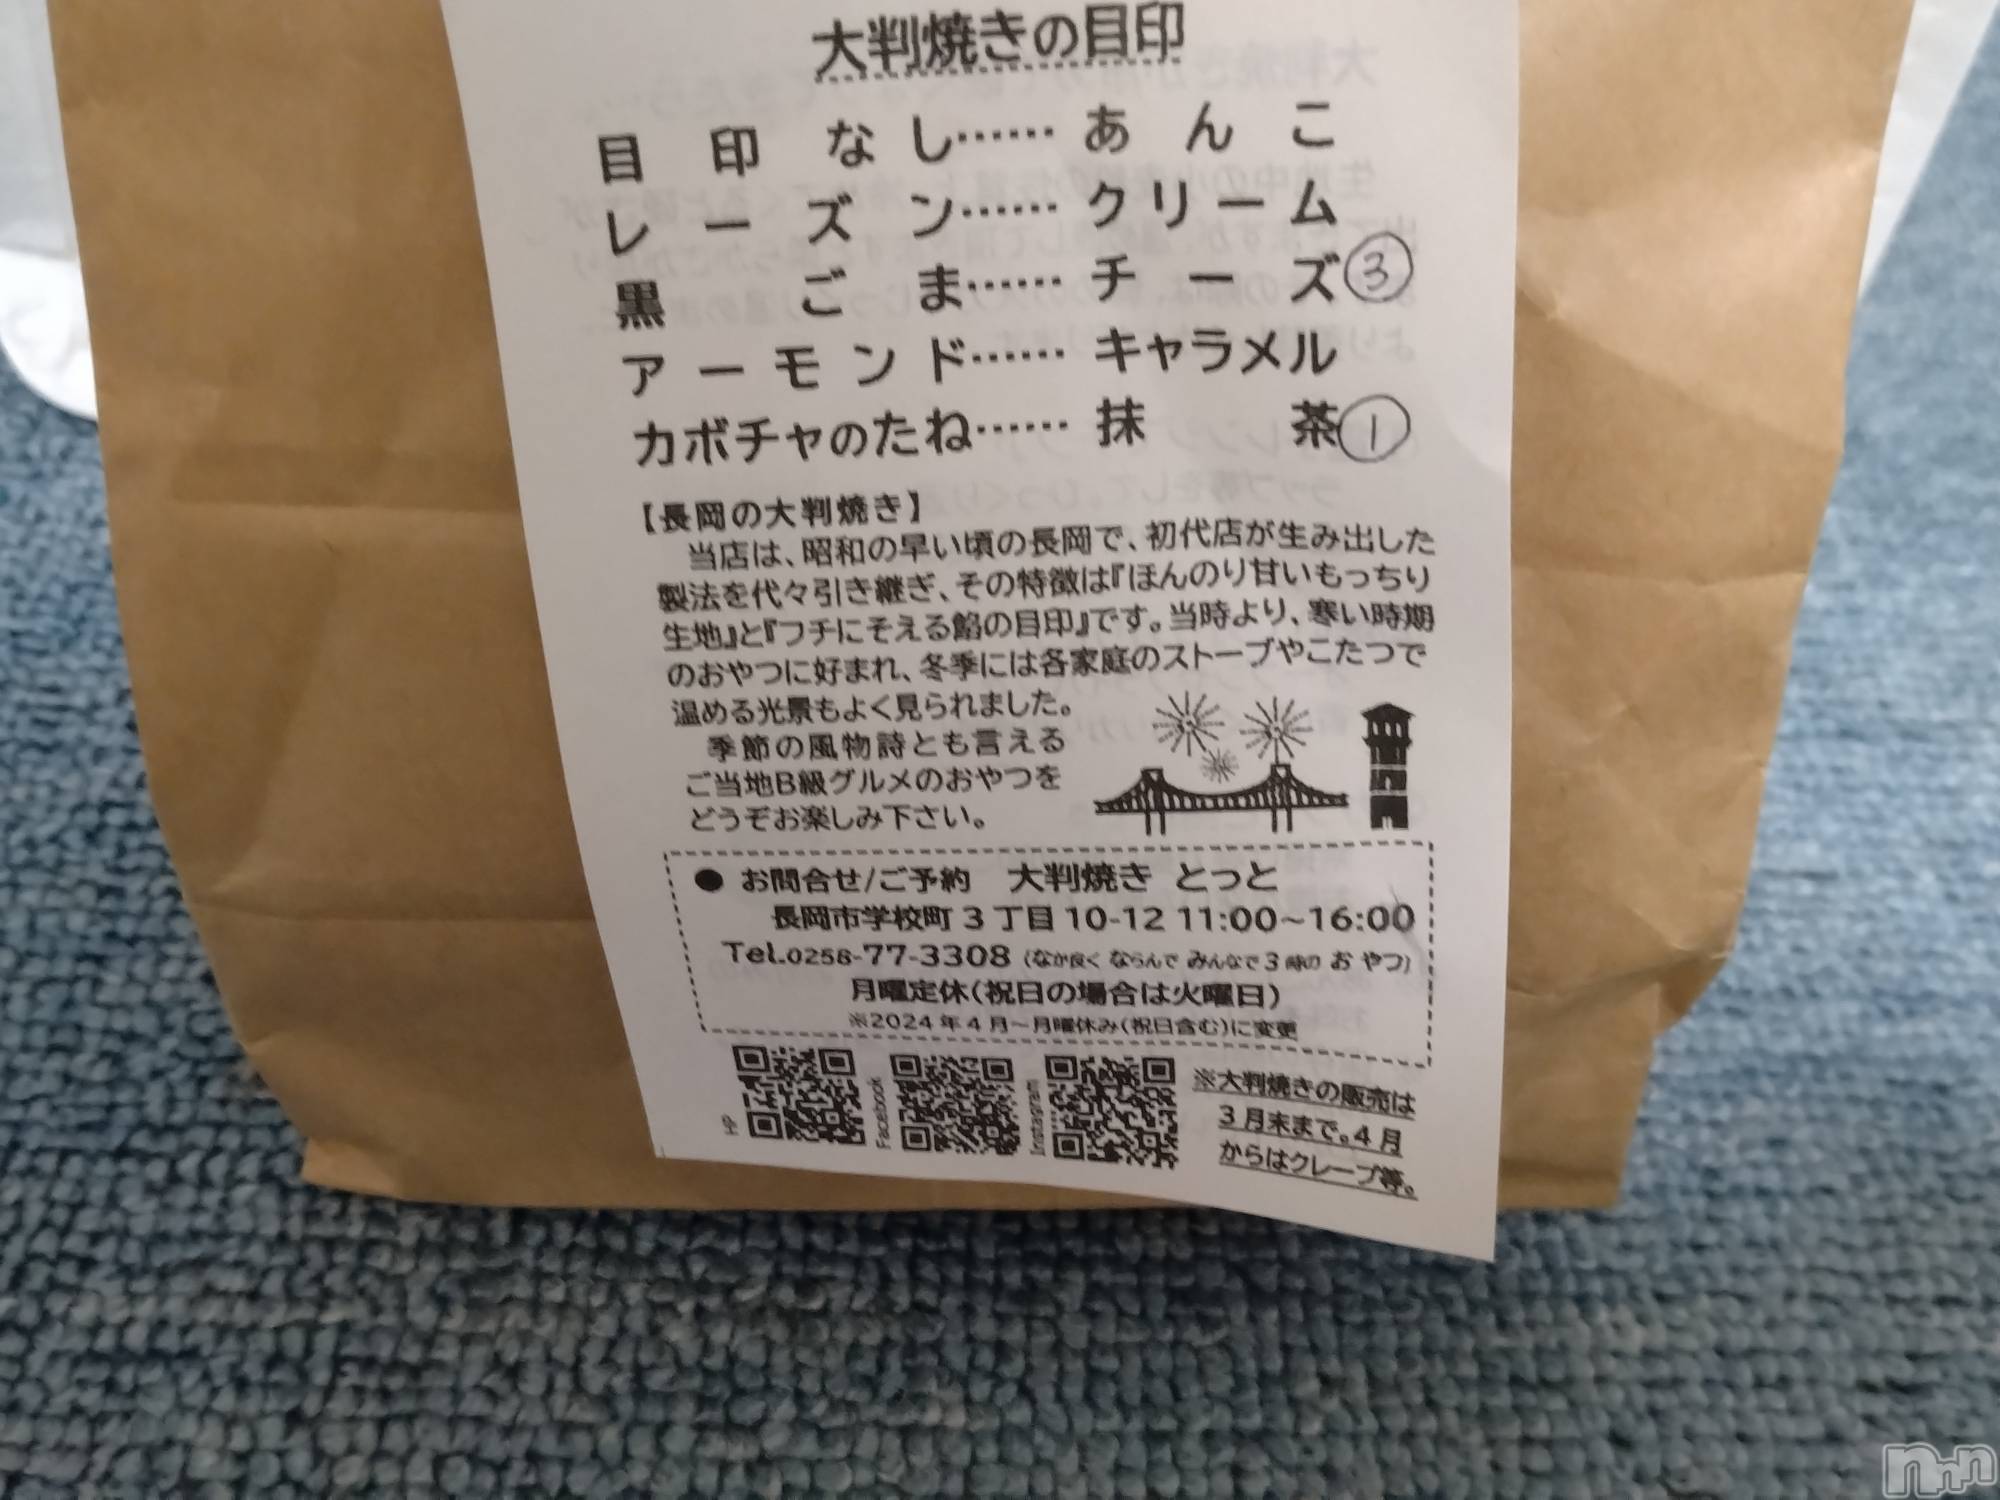 大判焼きの目印
目印なし……あんこ
レーズン……クリーム
黒ごま……チーズ③
アーモンド……キャラメル
カボチャのたね……抹茶①
【長岡の大判焼き】
当店は、昭和の早い頃の長岡で、初代店が生み出した
製法を代々引き継ぎ、その特徴は『ほんのり甘いもっちり
生地』と『フチにそえる餡の目印』です。当時より、寒い時期
のおやつに好まれ、冬季には各家庭のストーブやこたつで
温める光景もよく見られました。
季節の風物詩とも言える
ご当地B級グルメのおやつを
どうぞお楽しみ下さい。
● お問合せ/ご予約 大判焼き とっと
長岡市学校町3丁目10-12 11:00~16:00
Tel.0258-77-3308 (なか良く ならんで みんなで3時の お やつ)
月曜定休(祝日の場合は火曜日)
※2024年4月~月曜休み(祝日含む)に変更
HP
Facebook
Instagram
※大判焼きの販売は
3月末まで。4月
からはクレープ等。